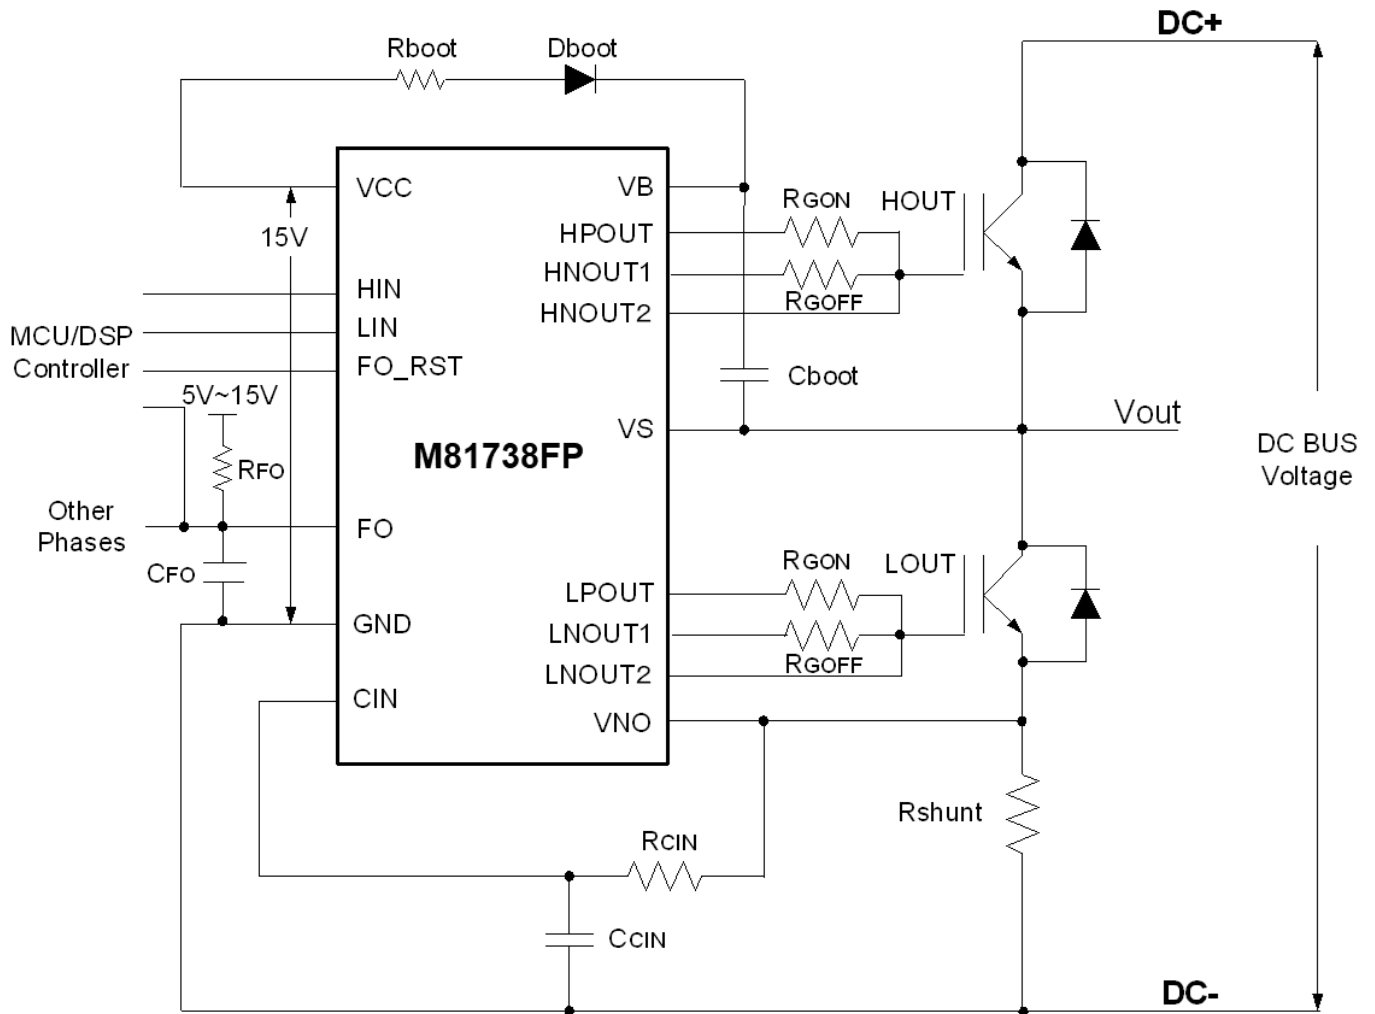 DC+
Rboot
Dboot
VCC
VB
RGON
HOUT
15V
HPOUT
HNOUT1
HIN
RGOFF
HNOUT2
MCU/DSP
Controller
LIN
FO_RST
5V~15V
Cboot
VS
Vout
M81738FP
DC BUS
Voltage
RFO
Other
Phases
FO
CFO
RGON
LOUT
LPOUT
GND
LNOUT1
RGOFF
LNOUT2
CIN
VNO
Rshunt
RCIN
CCIN
DC-